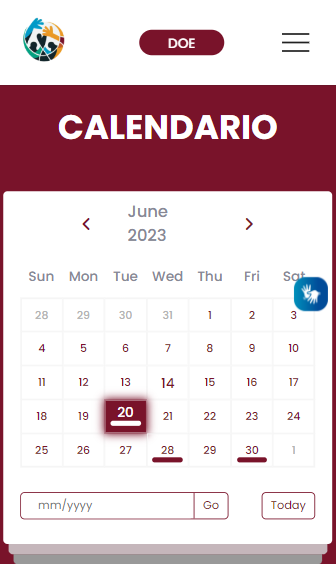 DOE
CALENDARIO
June
2023
Sun Mon Tue Wed Thu Fri Sat
28 29 30 31 1 2 3
4 5 6 7 8 9 10
11 12 13 14 15 16 17
18 19 20 21 22 23 24
25 26 27 28 29 30 1
mm/yyyy Go Today